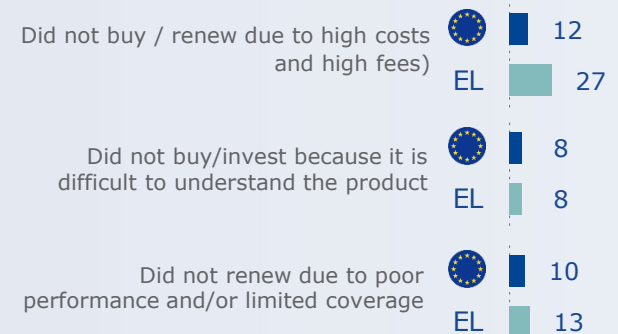 Did not buy / renew due to high costs
and high fees)
12
EL 27
Did not buy/invest because it is
difficult to understand the product
8
EL 8
Did not renew due to poor
performance and/or limited coverage
10
EL 13